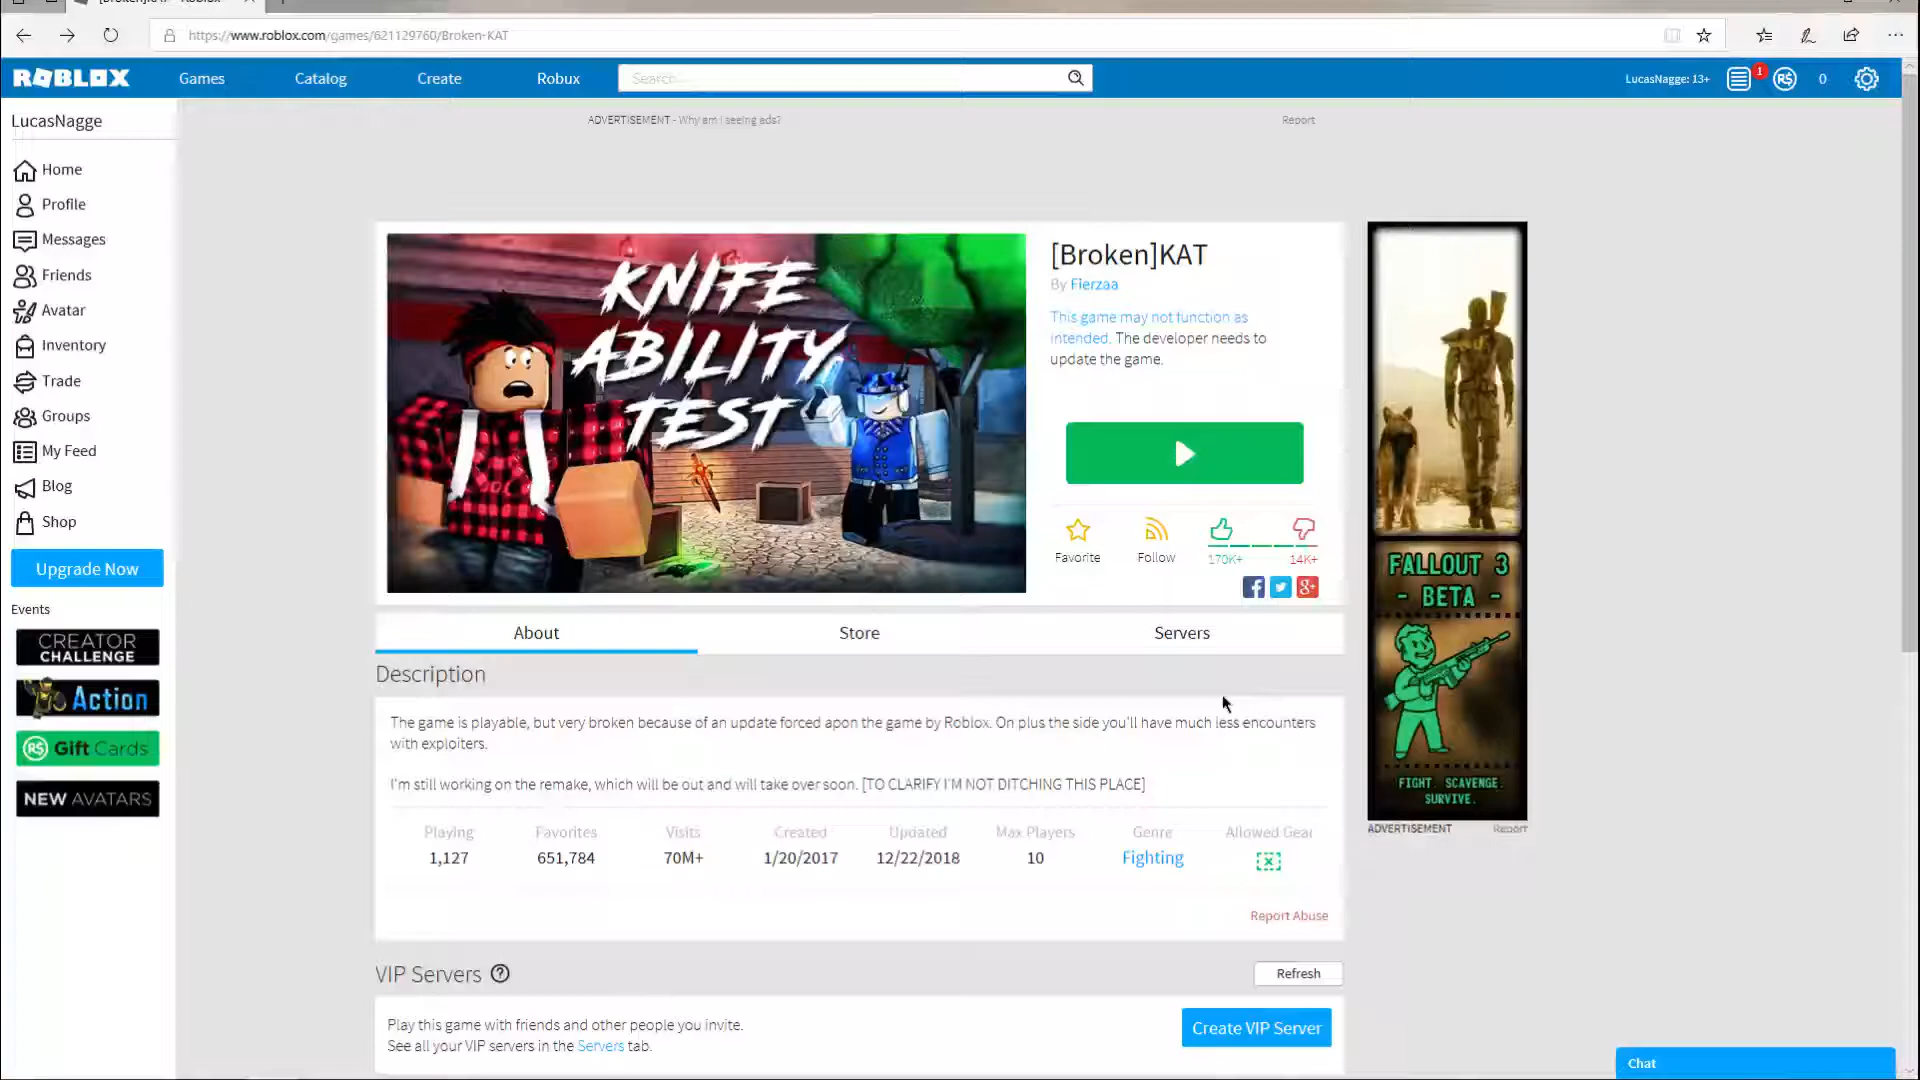 https://www.roblox.com/games/621129760/Broken-KAT
ROBLOX
Games
Catalog
Create
Robux
Search...
LucasNagge: 13+
1
R$
0
LucasNagge
ADVERTISEMENT - Why am I seeing ads?
Report
Home
Profile
Messages
Friends
Avatar
Inventory
Trade
Groups
My Feed
Blog
Shop
Upgrade Now
Events
CREATOR
CHALLENGE
Action
R$ Gift Cards
NEW AVATARS
KNIFE
ABILITY
TEST
[Broken]KAT
By Fierzaa
This game may not function as
intended. The developer needs to
update the game.
Favorite
Follow
170K+
14K+
About
Store
Servers
Description
The game is playable, but very broken because of an update forced apon the game by Roblox. On plus the side you'll have much less encounters
with exploiters.
I'm still working on the remake, which will be out and will take over soon. [TO CLARIFY I'M NOT DITCHING THIS PLACE]
Playing
Favorites
Visits
Created
Updated
Max Players
Genre
Allowed Gear
1,127
651,784
70M+
1/20/2017
12/22/2018
10
Fighting
Report Abuse
VIP Servers
Refresh
Play this game with friends and other people you invite.
See all your VIP servers in the Servers tab.
Create VIP Server
FALLOUT 3
- BETA -
FIGHT. SCAVENGE.
SURVIVE.
ADVERTISEMENT
Report
Chat